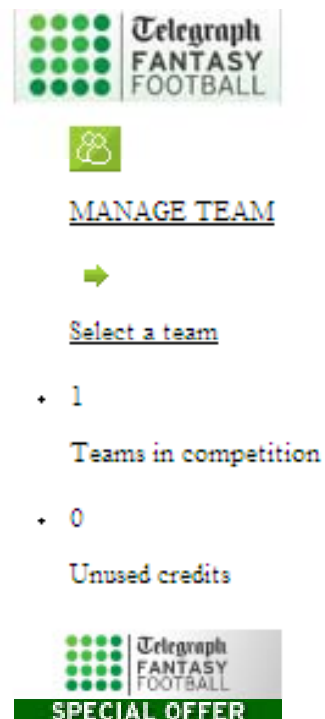 Telegraph
FANTASY
FOOTBALL
MANAGE TEAM
Select a team
1
Teams in competition
0
Unused credits
Telegraph
FANTASY
FOOTBALL
SPECIAL OFFER